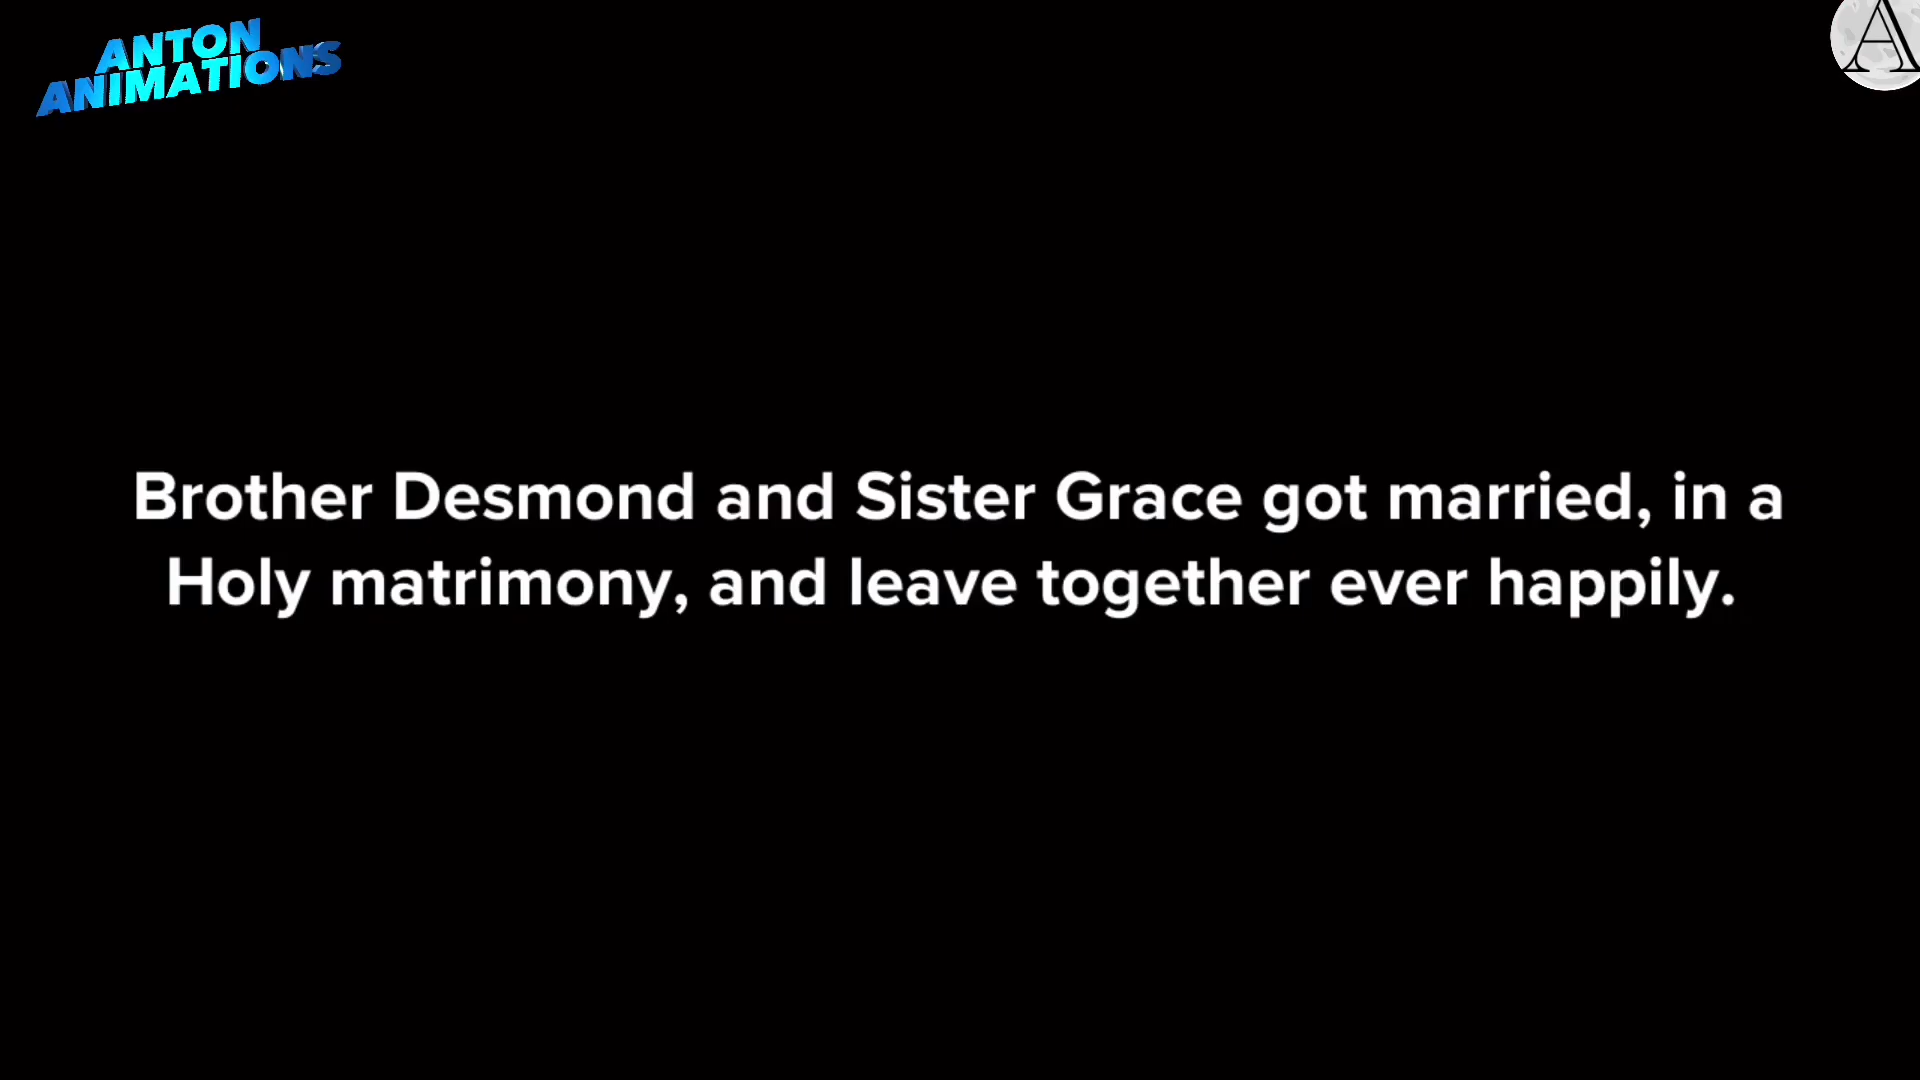 ANTON
ANIMATIONS
A
Brother Desmond and Sister Grace got married, in a
Holy matrimony, and leave together ever happily.